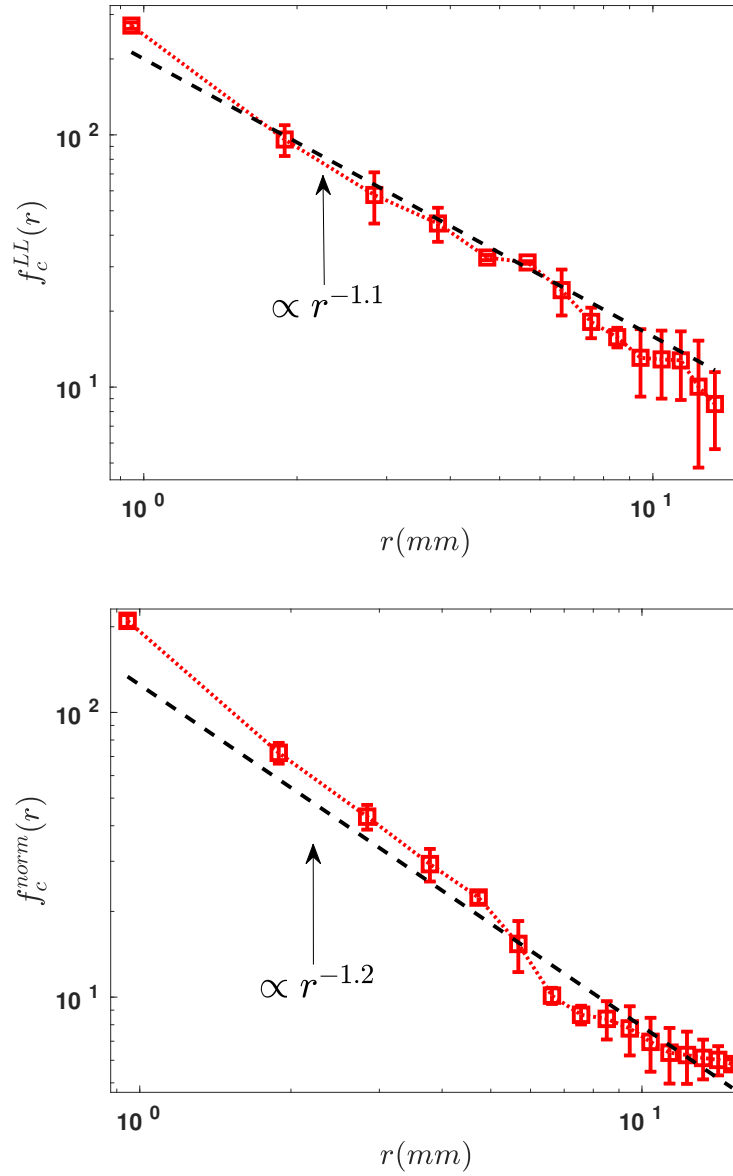 10^2
10^1
f_c^{LL}(r)
∝ r^{-1.1}
10^0
10^1
r(mm)
10^2
10^1
f_c^{norm}(r)
∝ r^{-1.2}
10^0
10^1
r(mm)